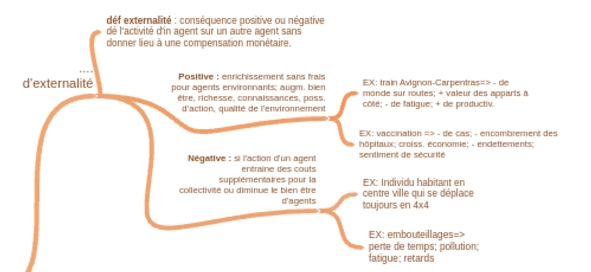 déf externalité : conséquence positive ou négative
dé l'activité d'in agent sur un autre agent sans
donner lieu à une compensation monétaire.
....
d'externalité
Positive : enrichissement sans frais
pour agents environnants; augm. bien
être, richesse, connaissances, poss.
d'action, qualité de l'environnement
EX: train Avignon-Carpentras=> - de
monde sur routes; + valeur des apparts à
côté; - de fatigue; + de productiv.
EX: vaccination => - de cas; - encombrement des
hôpitaux; croiss. économie; - endettements;
sentiment de sécurité
Négative : si l'action d'un agent
entraine des couts
supplémentaires pour la
collectivité ou diminue le bien être
d'agents
EX: Individu habitant en
centre ville qui se déplace
toujours en 4x4
EX: embouteillages=>
perte de temps; pollution;
fatigue; retards